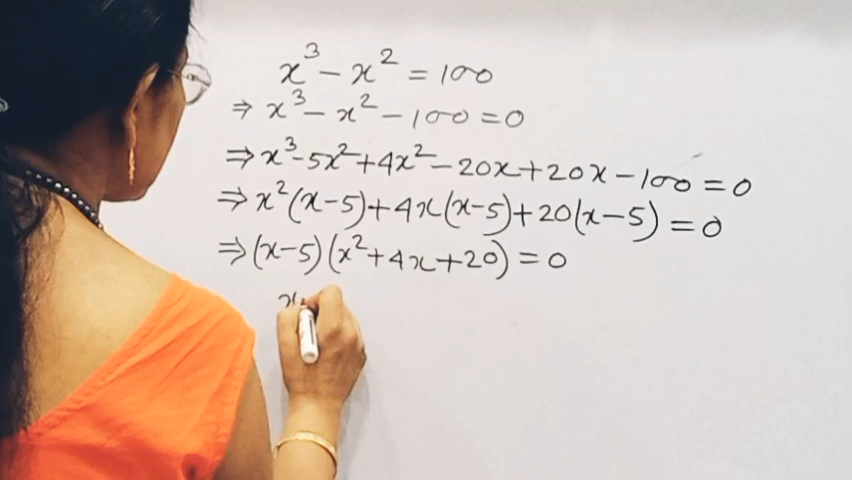 x³ - x² = 100
⇒ x³ - x² - 100 = 0
⇒ x³ - 5x² + 4x² - 20x + 20x - 100 = 0
⇒ x²(x-5) + 4x(x-5) + 20(x-5) = 0
⇒ (x-5)(x² + 4x + 20) = 0
x